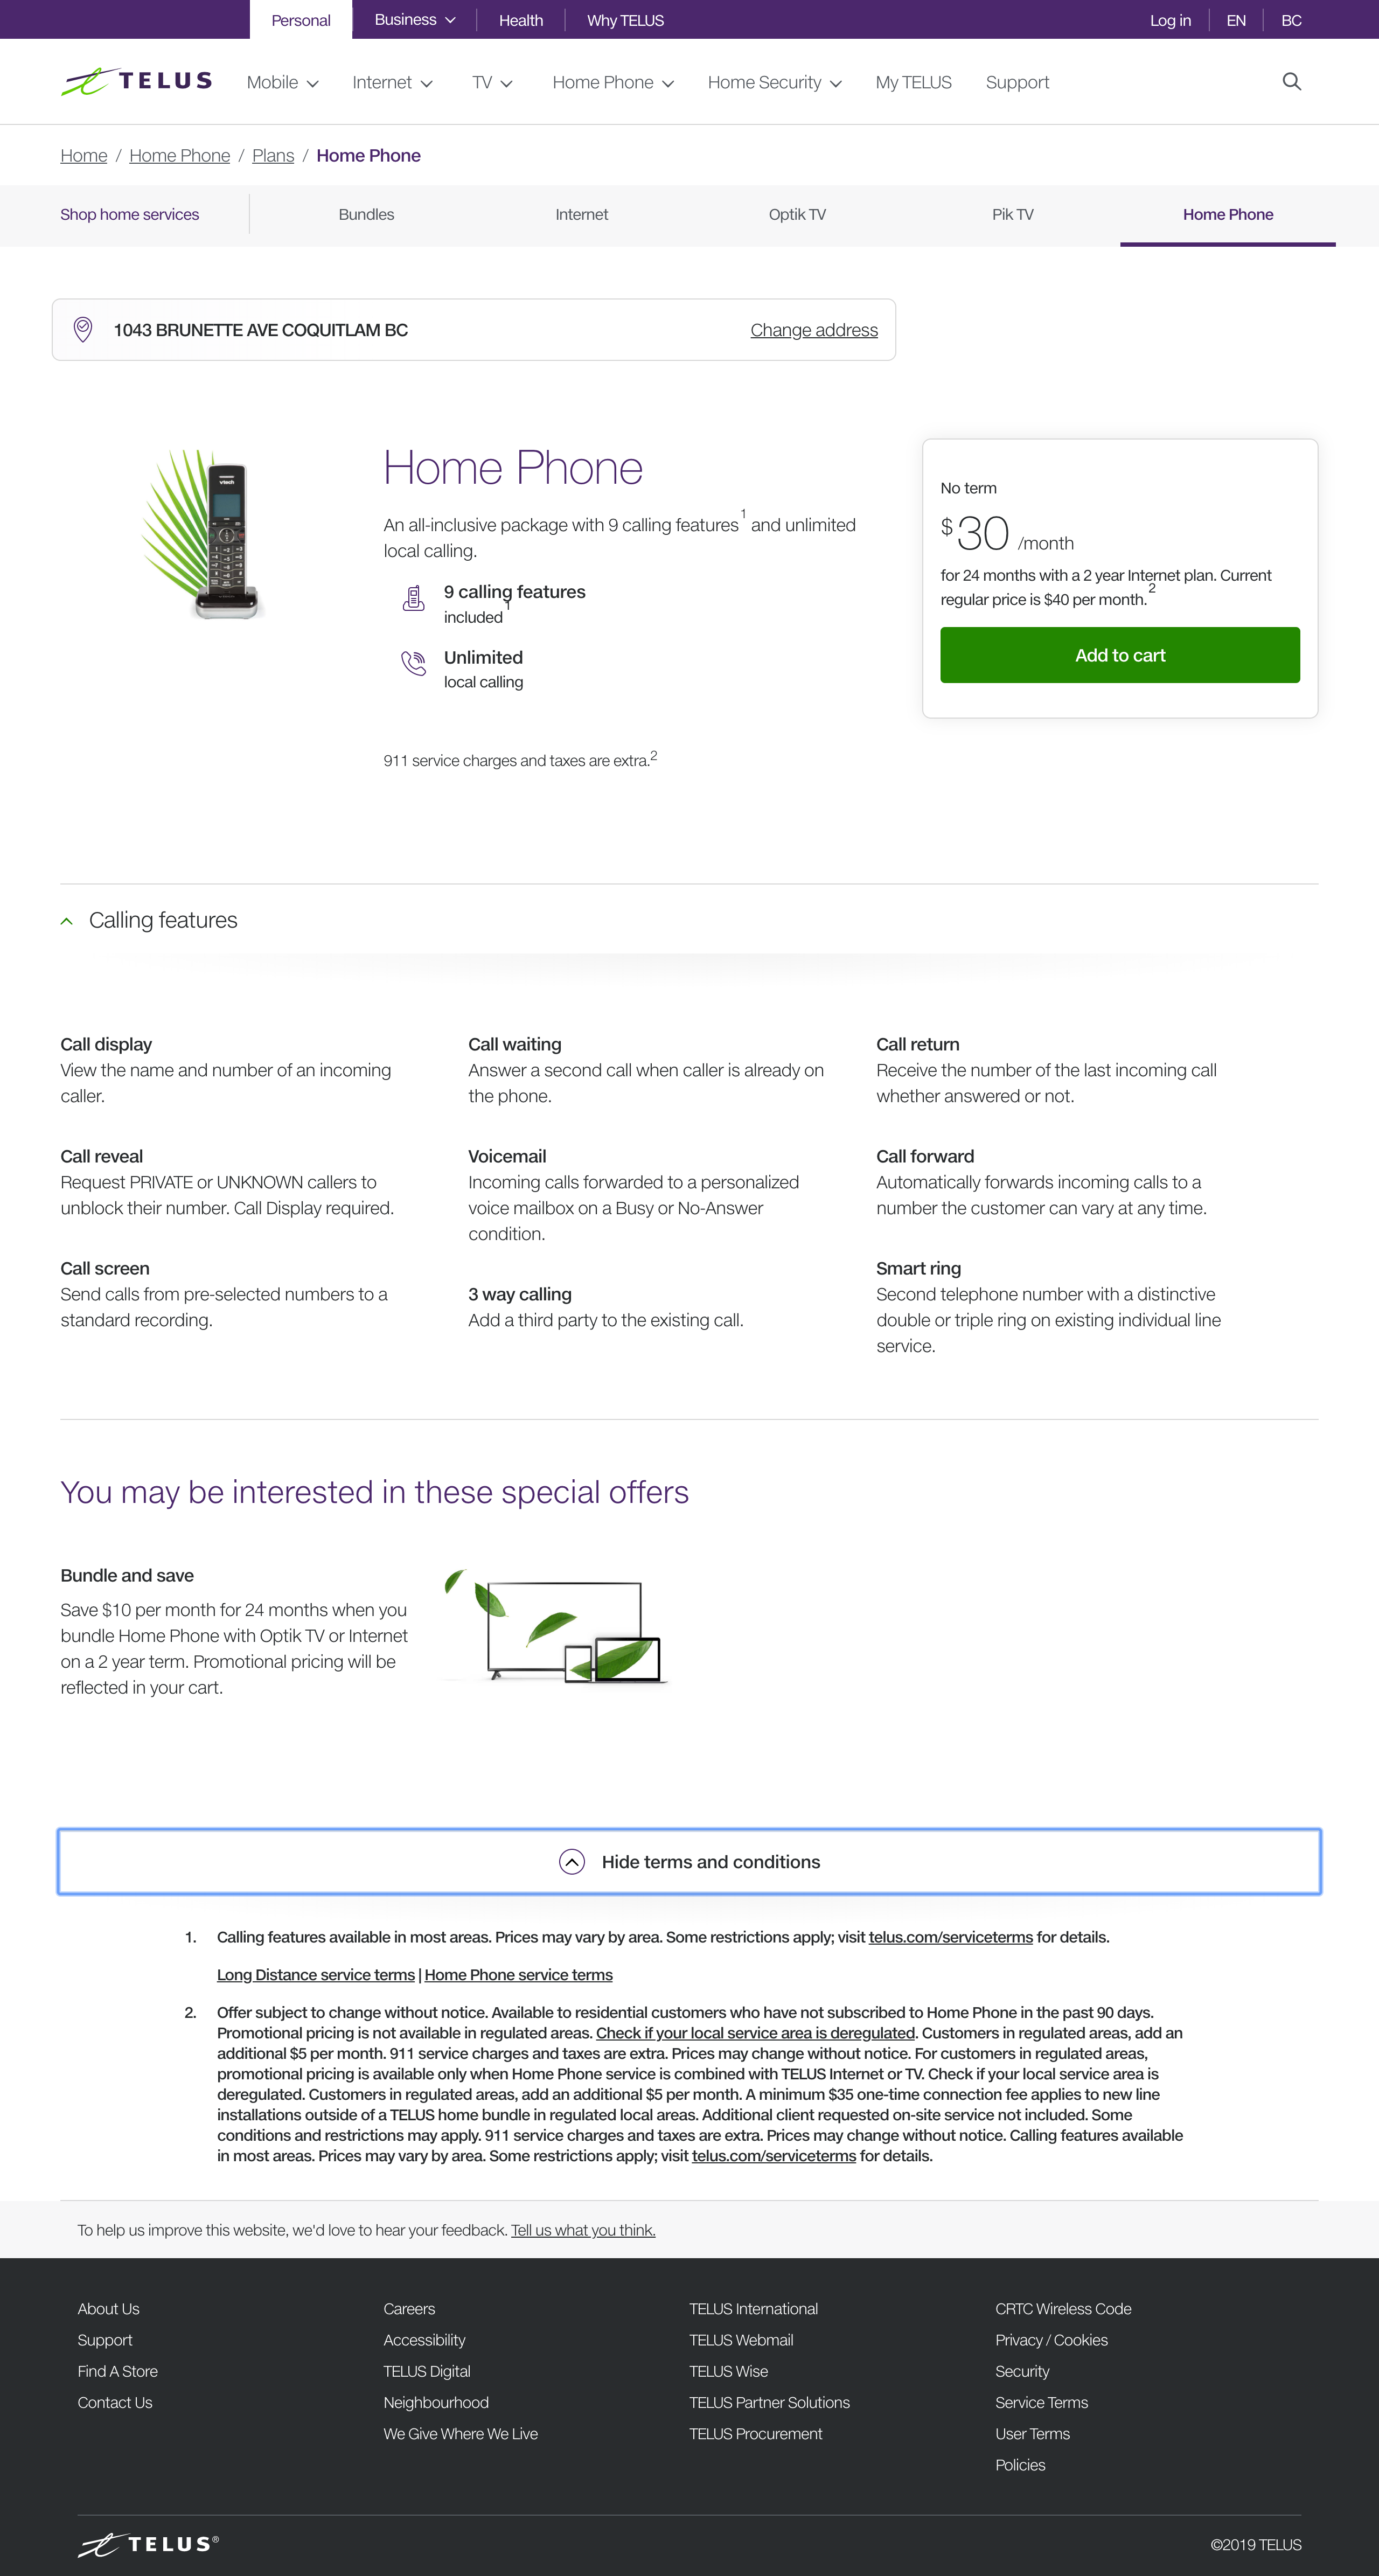 Personal
Business
Health
Why TELUS
Log in
EN
BC
TELUS
Mobile
Internet
TV
Home Phone
Home Security
My TELUS
Support
Home / Home Phone / Plans / Home Phone
Shop home services
Bundles
Internet
Optik TV
Pik TV
Home Phone
1043 BRUNETTE AVE COQUITLAM BC
Change address
vtech
Home Phone
An all-inclusive package with 9 calling features1 and unlimited
local calling.
9 calling features
included1
Unlimited
local calling
911 service charges and taxes are extra.2
No term
$30 /month
for 24 months with a 2 year Internet plan. Current
regular price is $40 per month.2
Add to cart
Calling features
Call display
View the name and number of an incoming
caller.
Call waiting
Answer a second call when caller is already on
the phone.
Call return
Receive the number of the last incoming call
whether answered or not.
Call reveal
Request PRIVATE or UNKNOWN callers to
unblock their number. Call Display required.
Voicemail
Incoming calls forwarded to a personalized
voice mailbox on a Busy or No-Answer
condition.
Call forward
Automatically forwards incoming calls to a
number the customer can vary at any time.
Call screen
Send calls from pre-selected numbers to a
standard recording.
3 way calling
Add a third party to the existing call.
Smart ring
Second telephone number with a distinctive
double or triple ring on existing individual line
service.
You may be interested in these special offers
Bundle and save
Save $10 per month for 24 months when you
bundle Home Phone with Optik TV or Internet
on a 2 year term. Promotional pricing will be
reflected in your cart.
Hide terms and conditions
1. Calling features available in most areas. Prices may vary by area. Some restrictions apply; visit telus.com/serviceterms for details.
Long Distance service terms | Home Phone service terms
2. Offer subject to change without notice. Available to residential customers who have not subscribed to Home Phone in the past 90 days.
Promotional pricing is not available in regulated areas. Check if your local service area is deregulated. Customers in regulated areas, add an
additional $5 per month. 911 service charges and taxes are extra. Prices may change without notice. For customers in regulated areas,
promotional pricing is available only when Home Phone service is combined with TELUS Internet or TV. Check if your local service area is
deregulated. Customers in regulated areas, add an additional $5 per month. A minimum $35 one-time connection fee applies to new line
installations outside of a TELUS home bundle in regulated local areas. Additional client requested on-site service not included. Some
conditions and restrictions may apply. 911 service charges and taxes are extra. Prices may change without notice. Calling features available
in most areas. Prices may vary by area. Some restrictions apply; visit telus.com/serviceterms for details.
To help us improve this website, we'd love to hear your feedback. Tell us what you think.
About Us
Support
Find A Store
Contact Us
Careers
Accessibility
TELUS Digital
Neighbourhood
We Give Where We Live
TELUS International
TELUS Webmail
TELUS Wise
TELUS Partner Solutions
TELUS Procurement
CRTC Wireless Code
Privacy / Cookies
Security
Service Terms
User Terms
Policies
TELUS®
©2019 TELUS